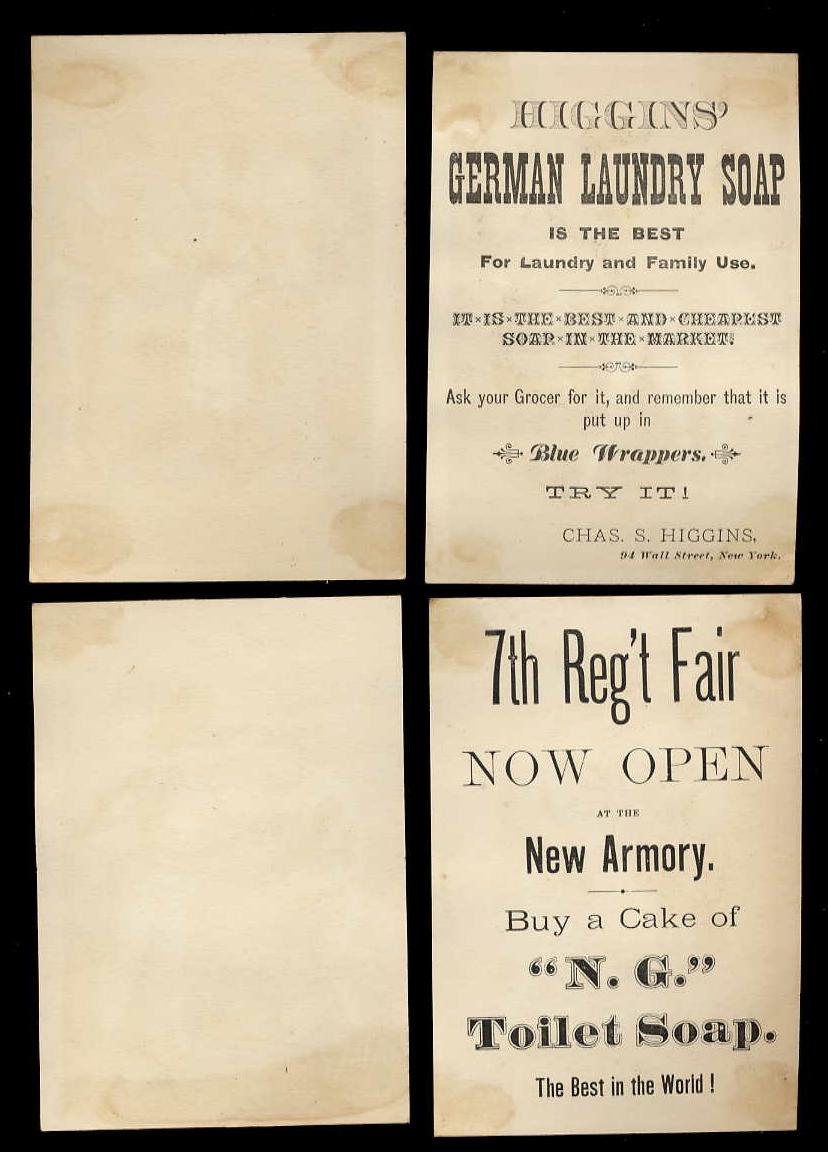 HIGGINS'
GERMAN LAUNDRY SOAP
IS THE BEST
For Laundry and Family Use.
IT×IS×THE×BEST×AND×CHEAPEST
SOAP×IN×THE×MARKET!
Ask your Grocer for it, and remember that it is
put up in
Blue Wrappers.
TRY IT!
CHAS. S. HIGGINS,
94 Wall Street, New York.
7th Reg't Fair
NOW OPEN
AT THE
New Armory.
Buy a Cake of
“N. G.”
Toilet Soap.
The Best in the World !